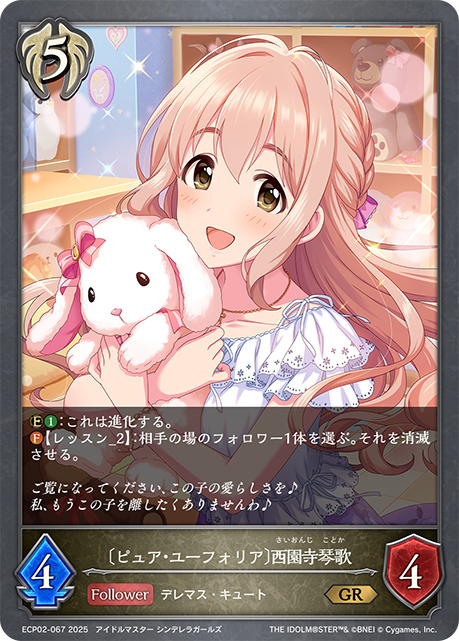 5
E 1：これは進化する。
F【レッスン_2】：相手の場のフォロワー1体を選ぶ。それを消滅
させる。
ご覧になってください、この子の愛らしさを♪
私、もうこの子を離したくありませんわ♪
さいおんじ ことか
〔ピュア・ユーフォリア〕西園寺琴歌
4
Follower デレマス・キュート GR
4
ECP02-067 2025 アイドルマスター シンデレラガールズ THE IDOLM@STER™& ©BNEI © Cygames, Inc.